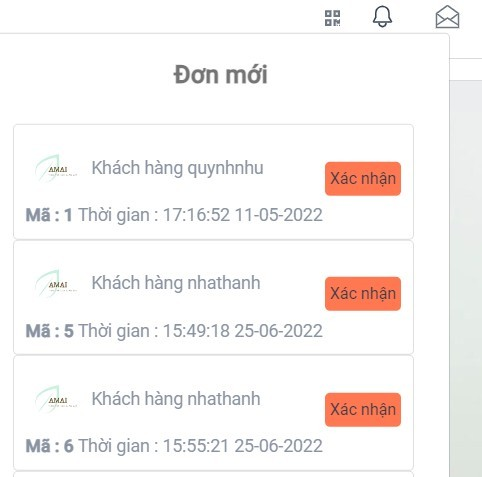 Đơn mới
AMAI
Khách hàng quynhnhu
Xác nhận
Mã : 1 Thời gian : 17:16:52 11-05-2022
AMAI
Khách hàng nhathanh
Xác nhận
Mã : 5 Thời gian : 15:49:18 25-06-2022
AMAI
Khách hàng nhathanh
Xác nhận
Mã : 6 Thời gian : 15:55:21 25-06-2022